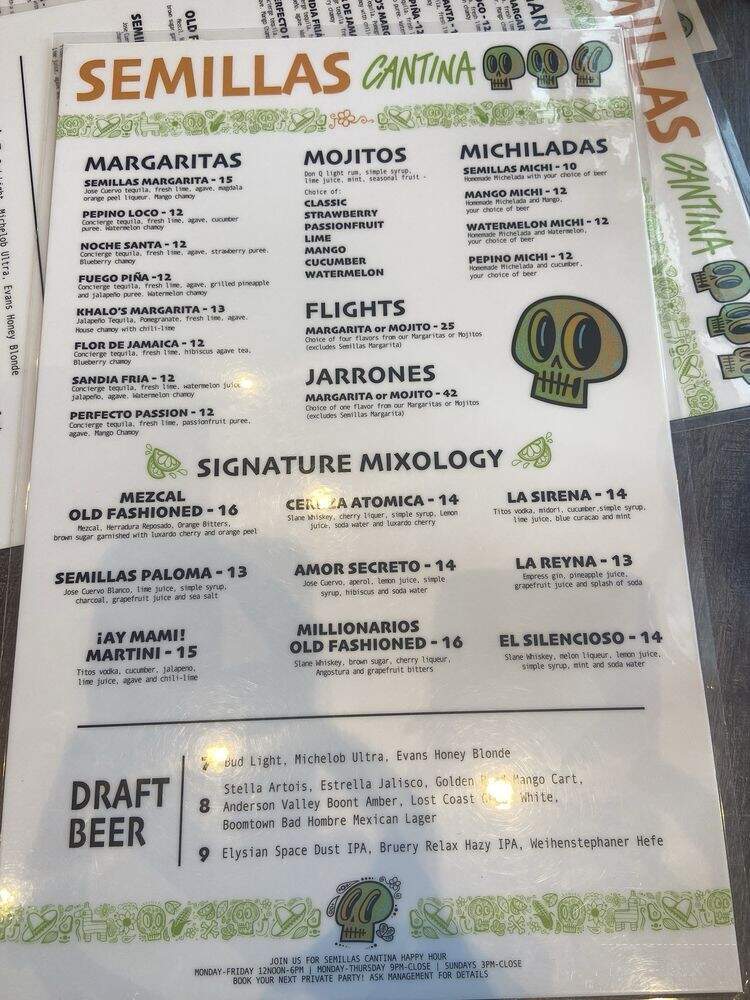 SEMILLAS CANTINA
MARGARITAS
SEMILLAS MARGARITA - 15
Jose Cuervo tequila, fresh lime, agave, magdala
orange peel liqueur. Mango chamoy
PEPINO LOCO - 12
Concierge tequila, fresh lime, agave, cucumber
puree. Watermelon chamoy
NOCHE SANTA - 12
Concierge tequila, fresh lime, agave, strawberry puree.
Blueberry chamoy
FUEGO PIÑA - 12
Concierge tequila, fresh lime, agave, grilled pineapple
and jalapeño puree. Watermelon chamoy
KHALO'S MARGARITA - 13
Jalapeño Tequila, Pomegranate, fresh lime, agave.
House chamoy with chili-lime
FLOR DE JAMAICA - 12
Concierge tequila, fresh lime, hibiscus agave tea,
Blueberry chamoy
SANDIA FRIA - 12
Concierge tequila, fresh lime, watermelon juice
jalapeño, agave. Watermelon chamoy
PERFECTO PASSION - 12
Concierge tequila, fresh lime, passionfruit puree,
agave. Mango Chamoy
MOJITOS
Don Q light rum, simple syrup,
lime juice, mint, seasonal fruit -
Choice of:
CLASSIC
STRAWBERRY
PASSIONFRUIT
LIME
MANGO
CUCUMBER
WATERMELON
FLIGHTS
MARGARITA or MOJITO - 25
Choice of four flavors from our Margaritas or Mojitos
(excludes Semillas Margarita)
JARRONES
MARGARITA or MOJITO - 42
Choice of one flavor from our Margaritas or Mojitos
(excludes Semillas Margarita)
MICHILADAS
SEMILLAS MICHI - 10
Homemade Michelada with your choice of beer
MANGO MICHI - 12
Homemade Michelada and Mango,
your choice of beer
WATERMELON MICHI - 12
Homemade Michelada and Watermelon,
your choice of beer
PEPINO MICHI - 12
Homemade Michelada and cucumber,
your choice of beer
SIGNATURE MIXOLOGY
MEZCAL
OLD FASHIONED - 16
Mezcal, Herradura Reposado, Orange Bitters,
brown sugar garnished with luxardo cherry and orange peel
CEREZA ATOMICA - 14
Slane Whiskey, cherry liquer, simple syrup, Lemon
juice, soda water and luxardo cherry
LA SIRENA - 14
Titos vodka, midori, cucumber,simple syrup,
lime juice, blue curacao and mint
SEMILLAS PALOMA - 13
Jose Cuervo Blanco, lime juice, simple syrup,
charcoal, grapefruit juice and sea salt
AMOR SECRETO - 14
Jose Cuervo, aperol, lemon juice, simple
syrup, hibiscus and soda water
LA REYNA - 13
Empress gin, pineapple juice,
grapefruit juice and splash of soda
¡AY MAMI!
MARTINI - 15
Titos vodka, cucumber, jalapeno,
lime juice, agave and chili-lime
MILLIONARIOS
OLD FASHIONED - 16
Slane Whiskey, brown sugar, cherry liqueur,
Angostura and grapefruit bitters
EL SILENCIOSO - 14
Slane Whiskey, melon liqueur, lemon juice,
simple syrup, mint and soda water
DRAFT
BEER
7 Bud Light, Michelob Ultra, Evans Honey Blonde
8 Stella Artois, Estrella Jalisco, Golden Road Mango Cart,
Anderson Valley Boont Amber, Lost Coast White,
Boomtown Bad Hombre Mexican Lager
9 Elysian Space Dust IPA, Bruery Relax Hazy IPA, Weihenstephaner Hefe
JOIN US FOR SEMILLAS CANTINA HAPPY HOUR
MONDAY-FRIDAY 12NOON-6PM | MONDAY-THURSDAY 9PM-CLOSE | SUNDAYS 3PM-CLOSE
BOOK YOUR NEXT PRIVATE PARTY! ASK MANAGEMENT FOR DETAILS
Michelob Ultra, Evans Honey Blonde
CANTINA